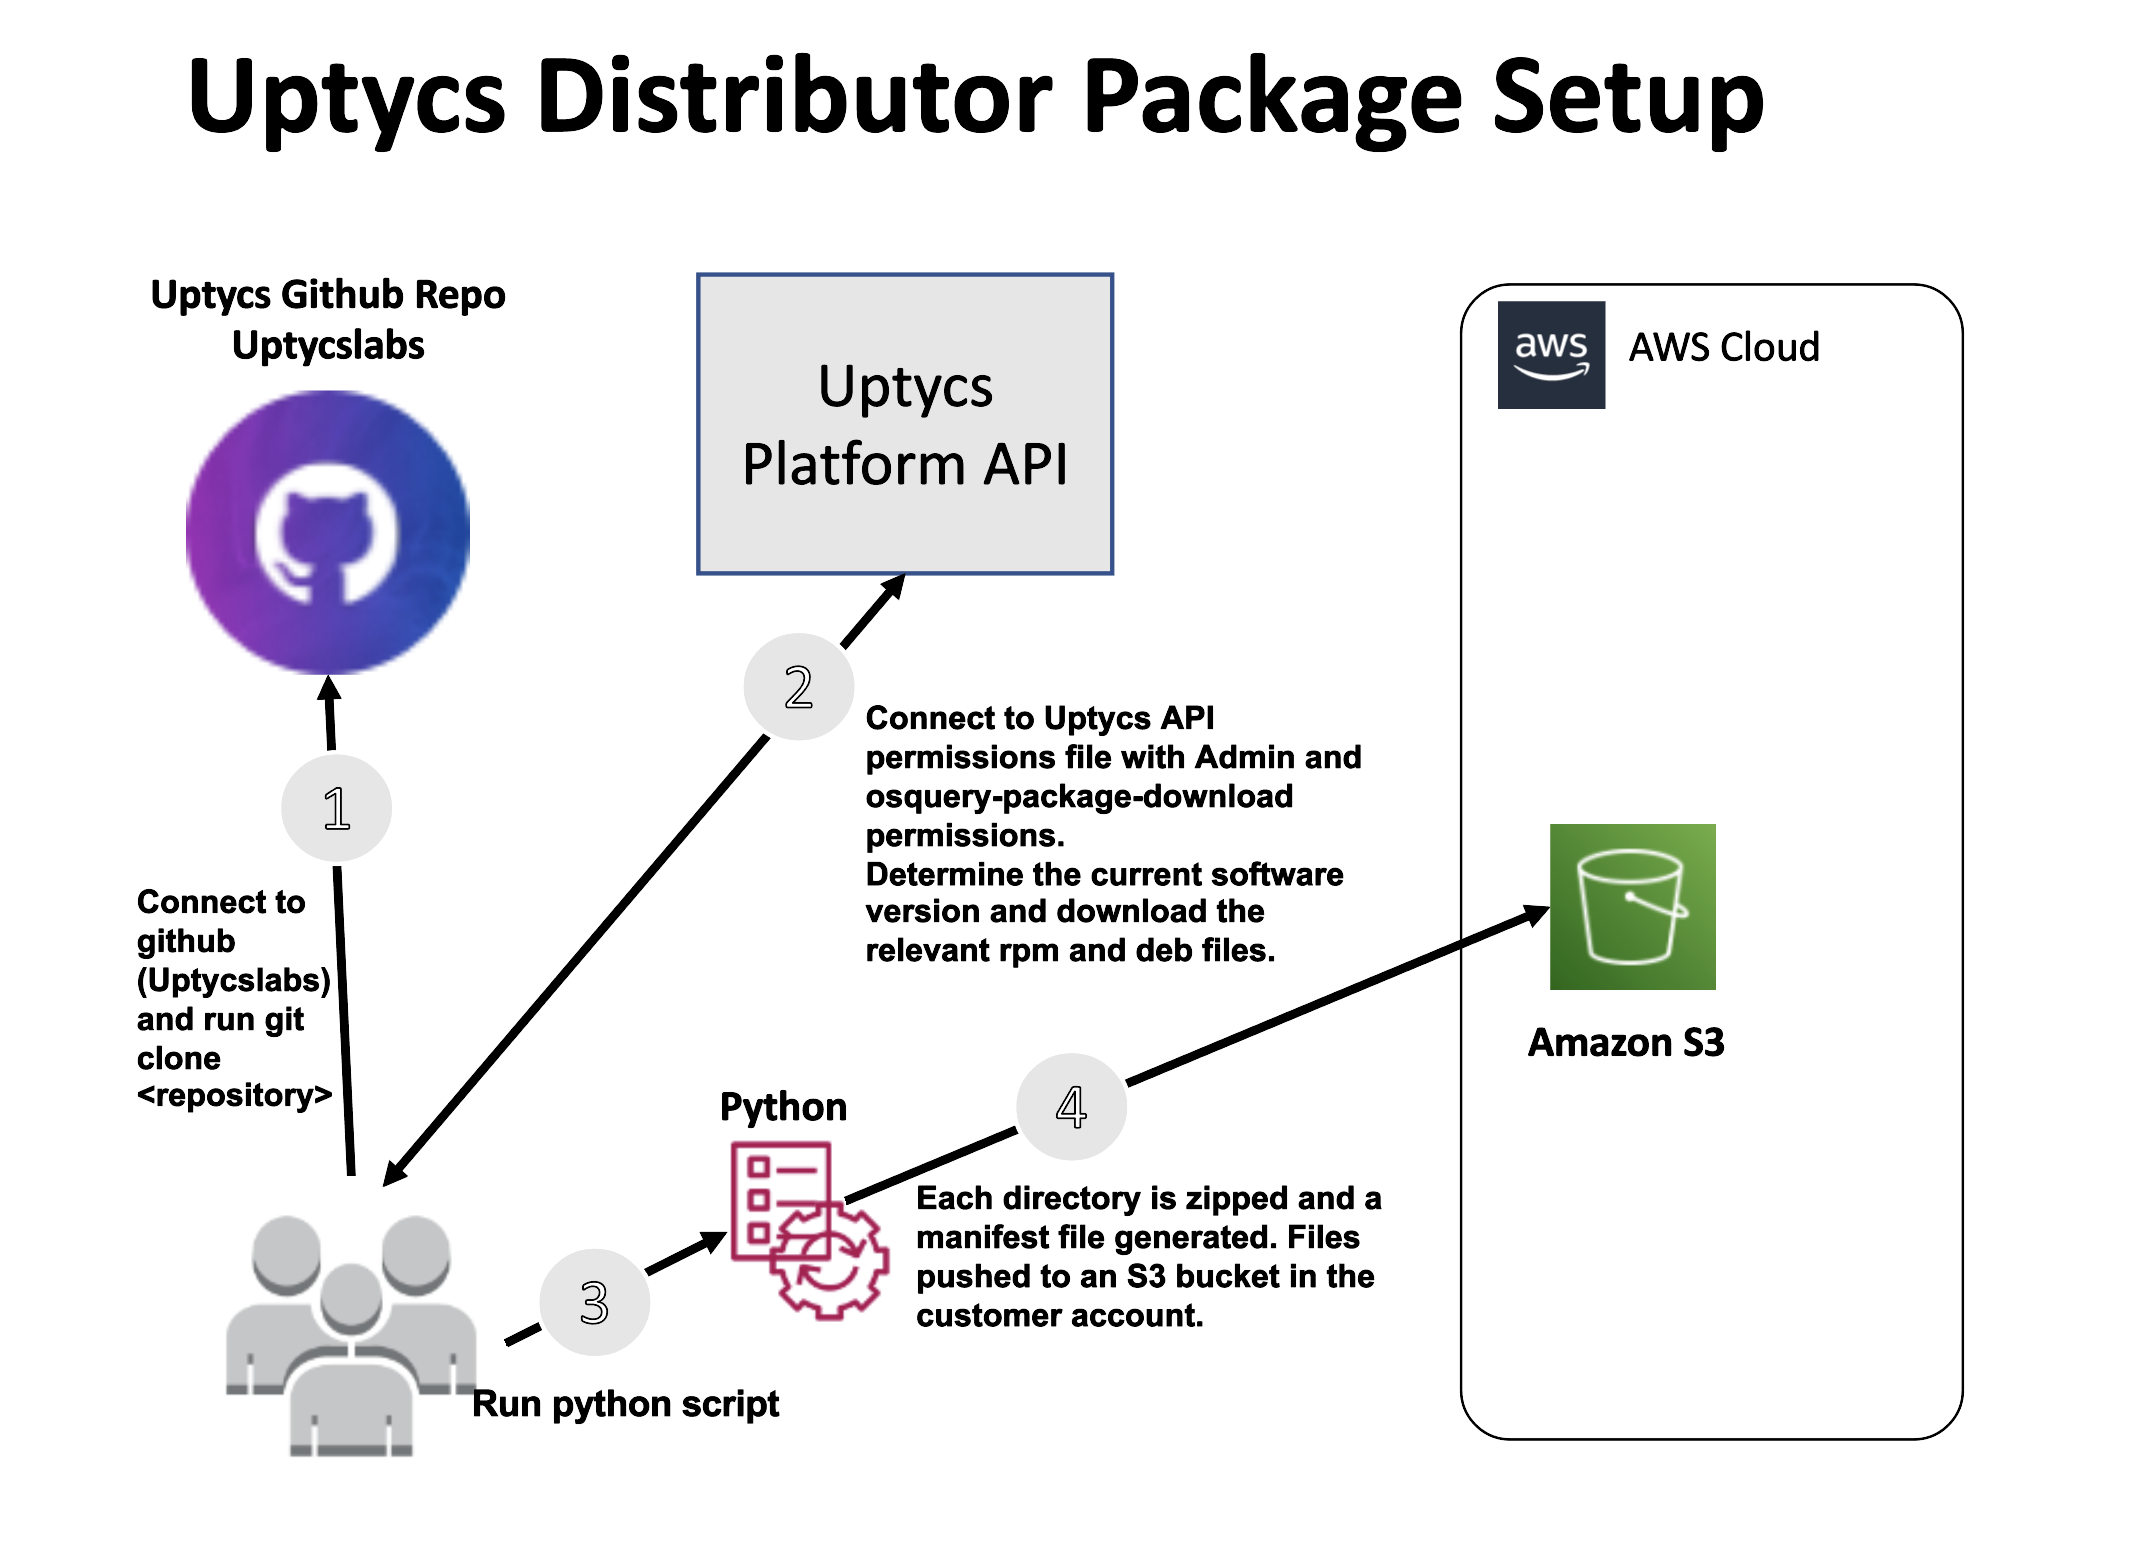 Uptycs Distributor Package Setup
Uptycs Github Repo
Uptycslabs
Uptycs
Platform API
aws
AWS Cloud
2
Connect to Uptycs API
permissions file with Admin and
osquery-package-download
permissions.
Determine the current software
version and download the
relevant rpm and deb files.
1
Connect to
github
(Uptycslabs)
and run git
clone
<repository>
Amazon S3
Python
4
Each directory is zipped and a
manifest file generated. Files
pushed to an S3 bucket in the
customer account.
3
Run python script